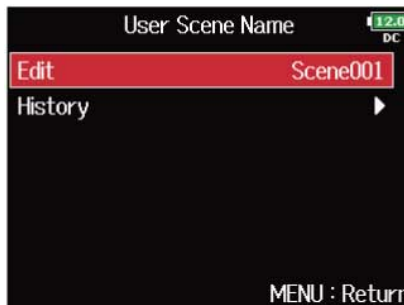 User Scene Name
12.0
DC
Edit Scene001
History
MENU : Return